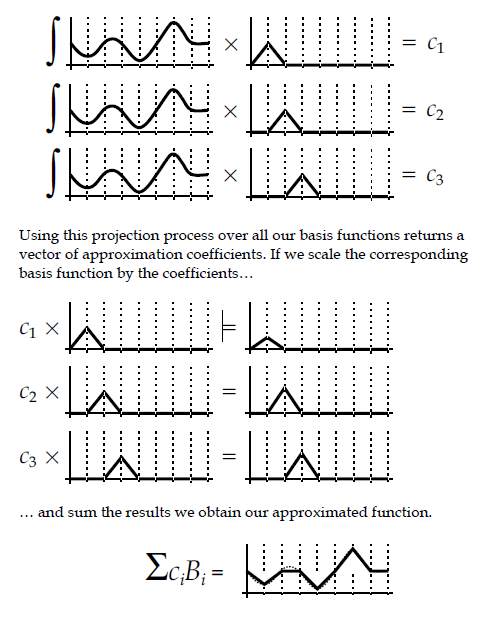 ∫ × = c₁
∫ × = c₂
∫ × = c₃
Using this projection process over all our basis functions returns a
vector of approximation coefficients. If we scale the corresponding
basis function by the coefficients…
c₁ × =
c₂ × =
c₃ × =
… and sum the results we obtain our approximated function.
∑cᵢBᵢ =